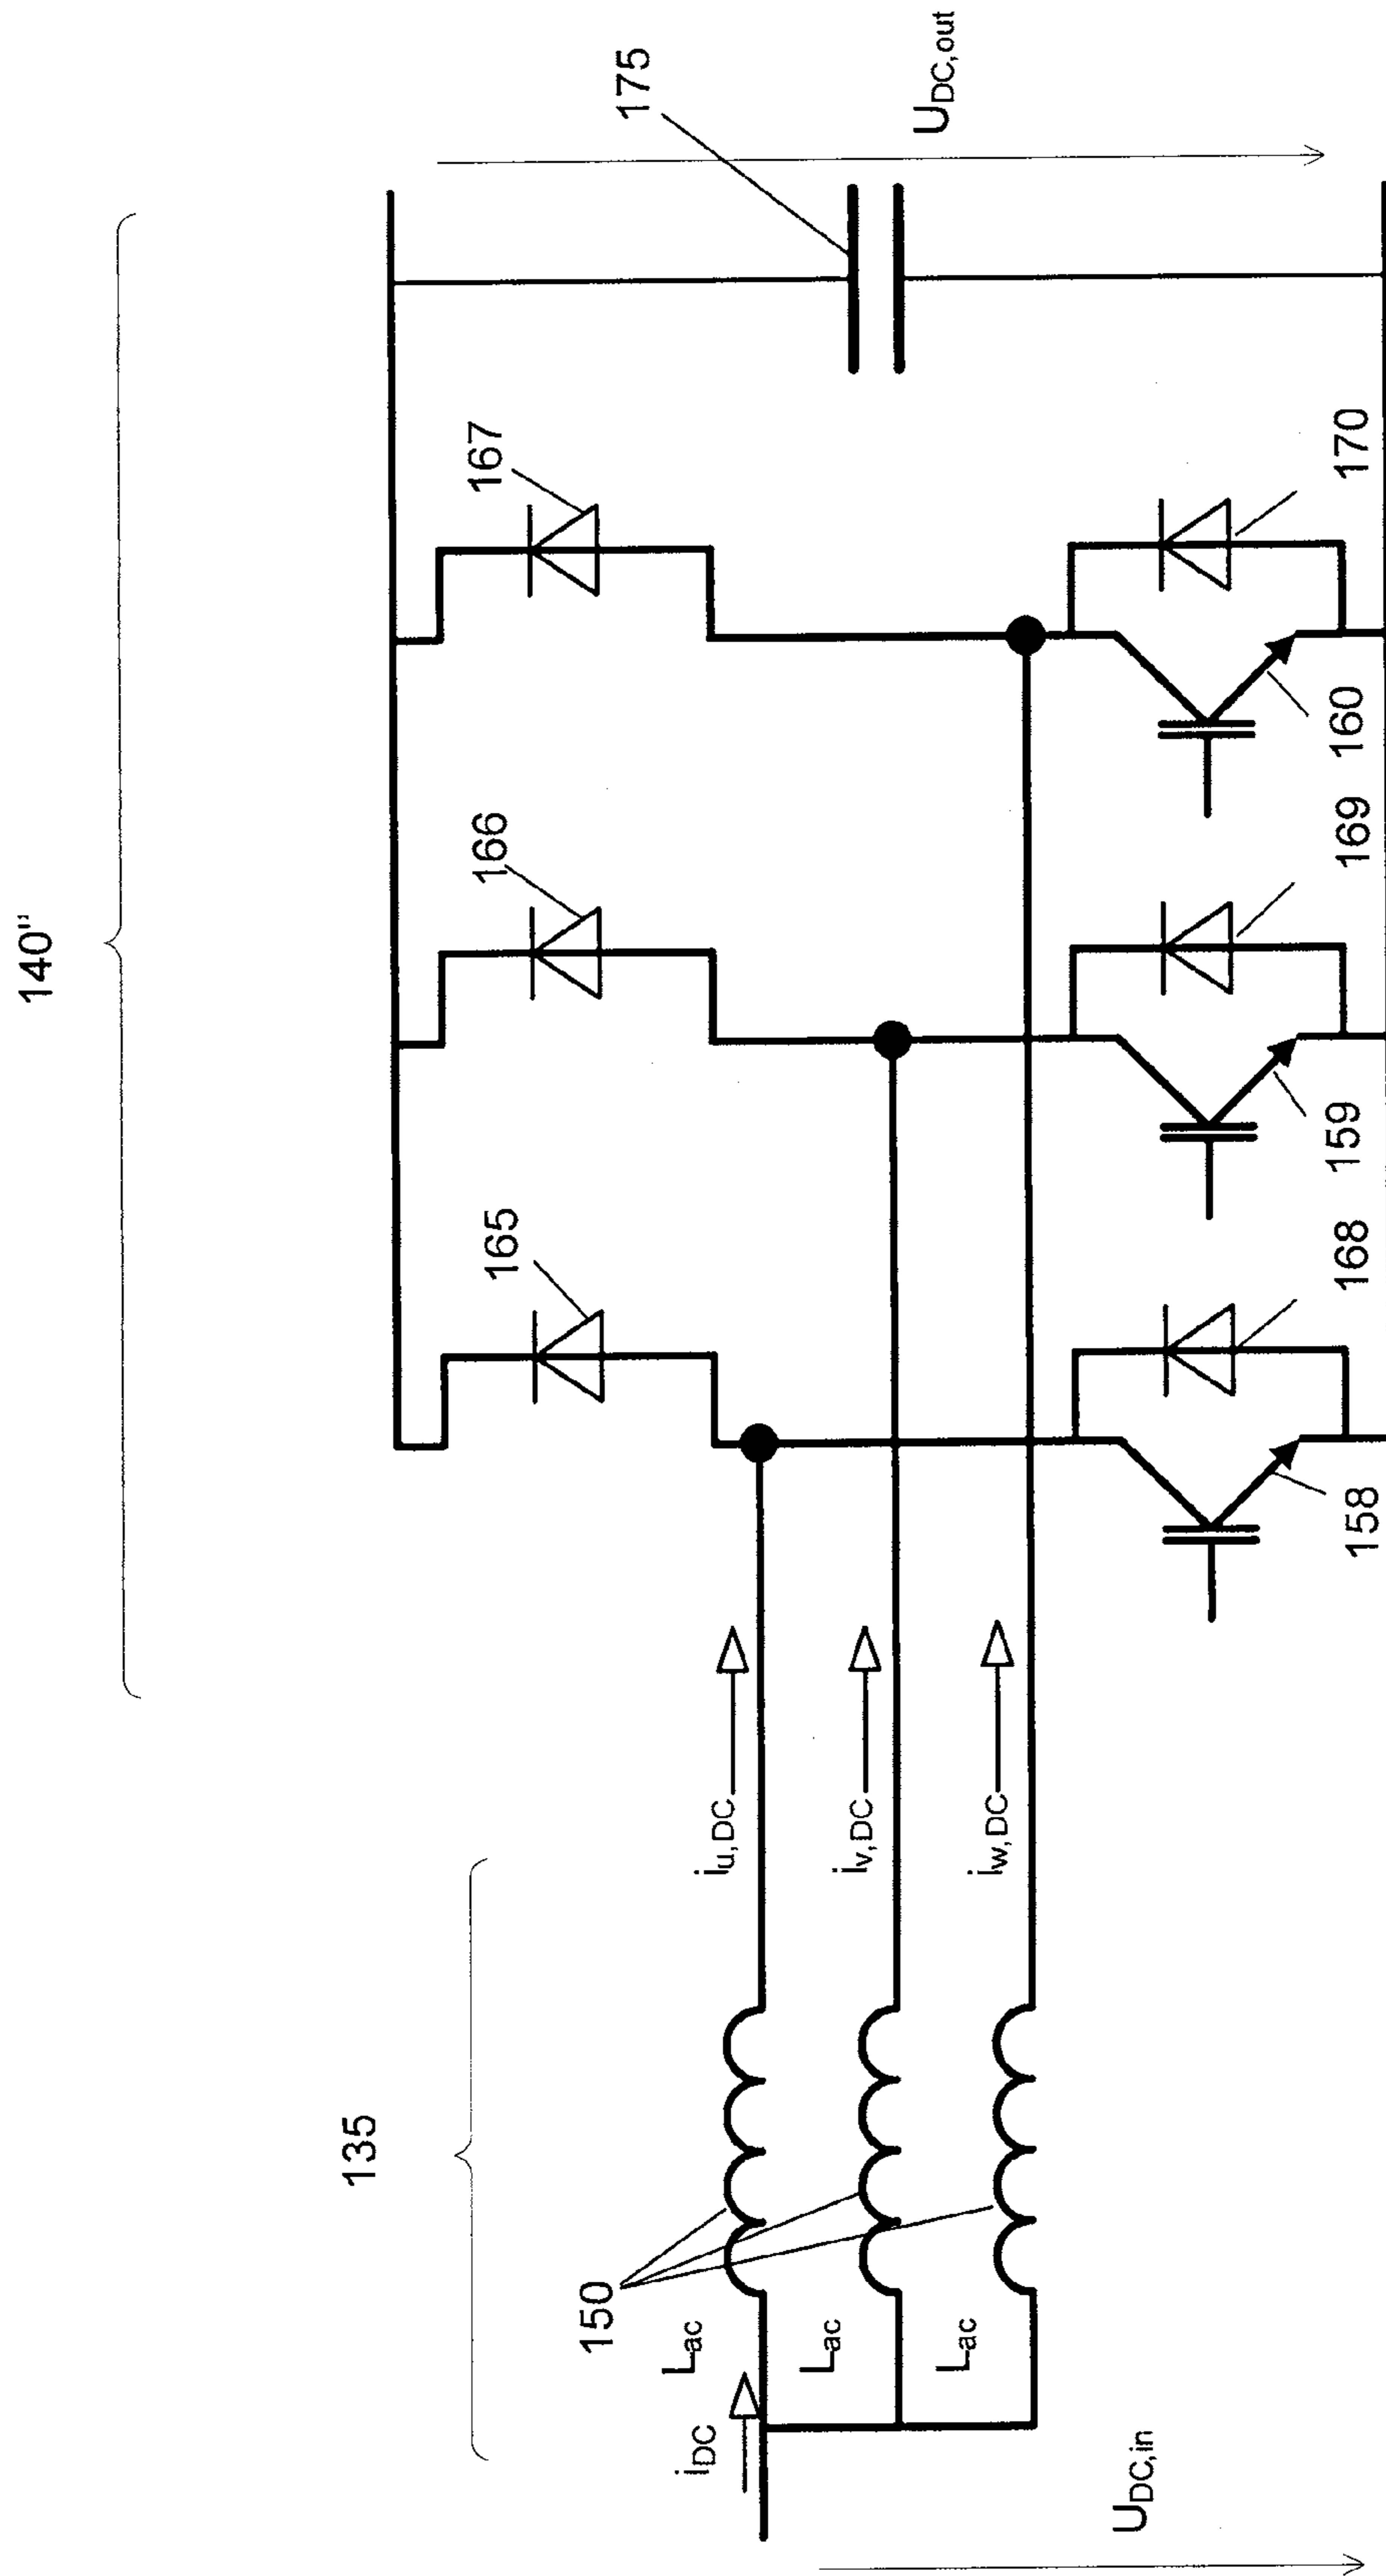 140"
135
175
U_DC,out
167
166
165
i_u,DC
i_v,DC
i_w,DC
150
L_ac
L_ac
L_ac
i_DC
U_DC,in
170
160
169
159
168
158